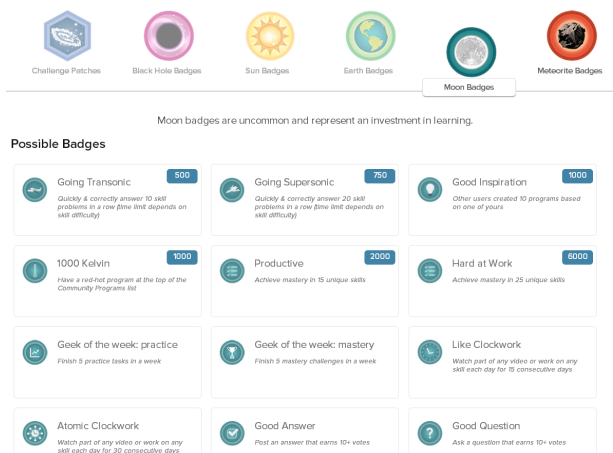 Challenge Patches
Black Hole Badges
Sun Badges
Earth Badges
Moon Badges
Meteorite Badges
Moon badges are uncommon and represent an investment in learning.
Possible Badges
Going Transonic
500
Quickly & correctly answer 10 skill
problems in a row (time limit depends on
skill difficulty)
Going Supersonic
750
Quickly & correctly answer 20 skill
problems in a row (time limit depends on
skill difficulty)
Good Inspiration
1000
Other users created 10 programs based
on one of yours
1000 Kelvin
1000
Have a red-hot program at the top of the
Community Programs list
Productive
2000
Achieve mastery in 15 unique skills
Hard at Work
6000
Achieve mastery in 25 unique skills
Geek of the week: practice
Finish 5 practice tasks in a week
Geek of the week: mastery
Finish 5 mastery challenges in a week
Like Clockwork
Watch part of any video or work on any
skill each day for 15 consecutive days
Atomic Clockwork
Watch part of any video or work on any
skill each day for 30 consecutive days
Good Answer
Post an answer that earns 10+ votes
Good Question
Ask a question that earns 10+ votes